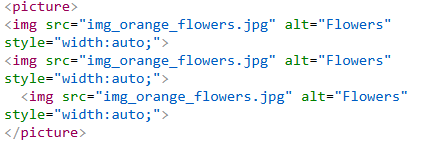 <picture>
<img src="img_orange_flowers.jpg" alt="Flowers"
style="width:auto;">
<img src="img_orange_flowers.jpg" alt="Flowers"
style="width:auto;">
<img src="img_orange_flowers.jpg" alt="Flowers"
style="width:auto;">
</picture>